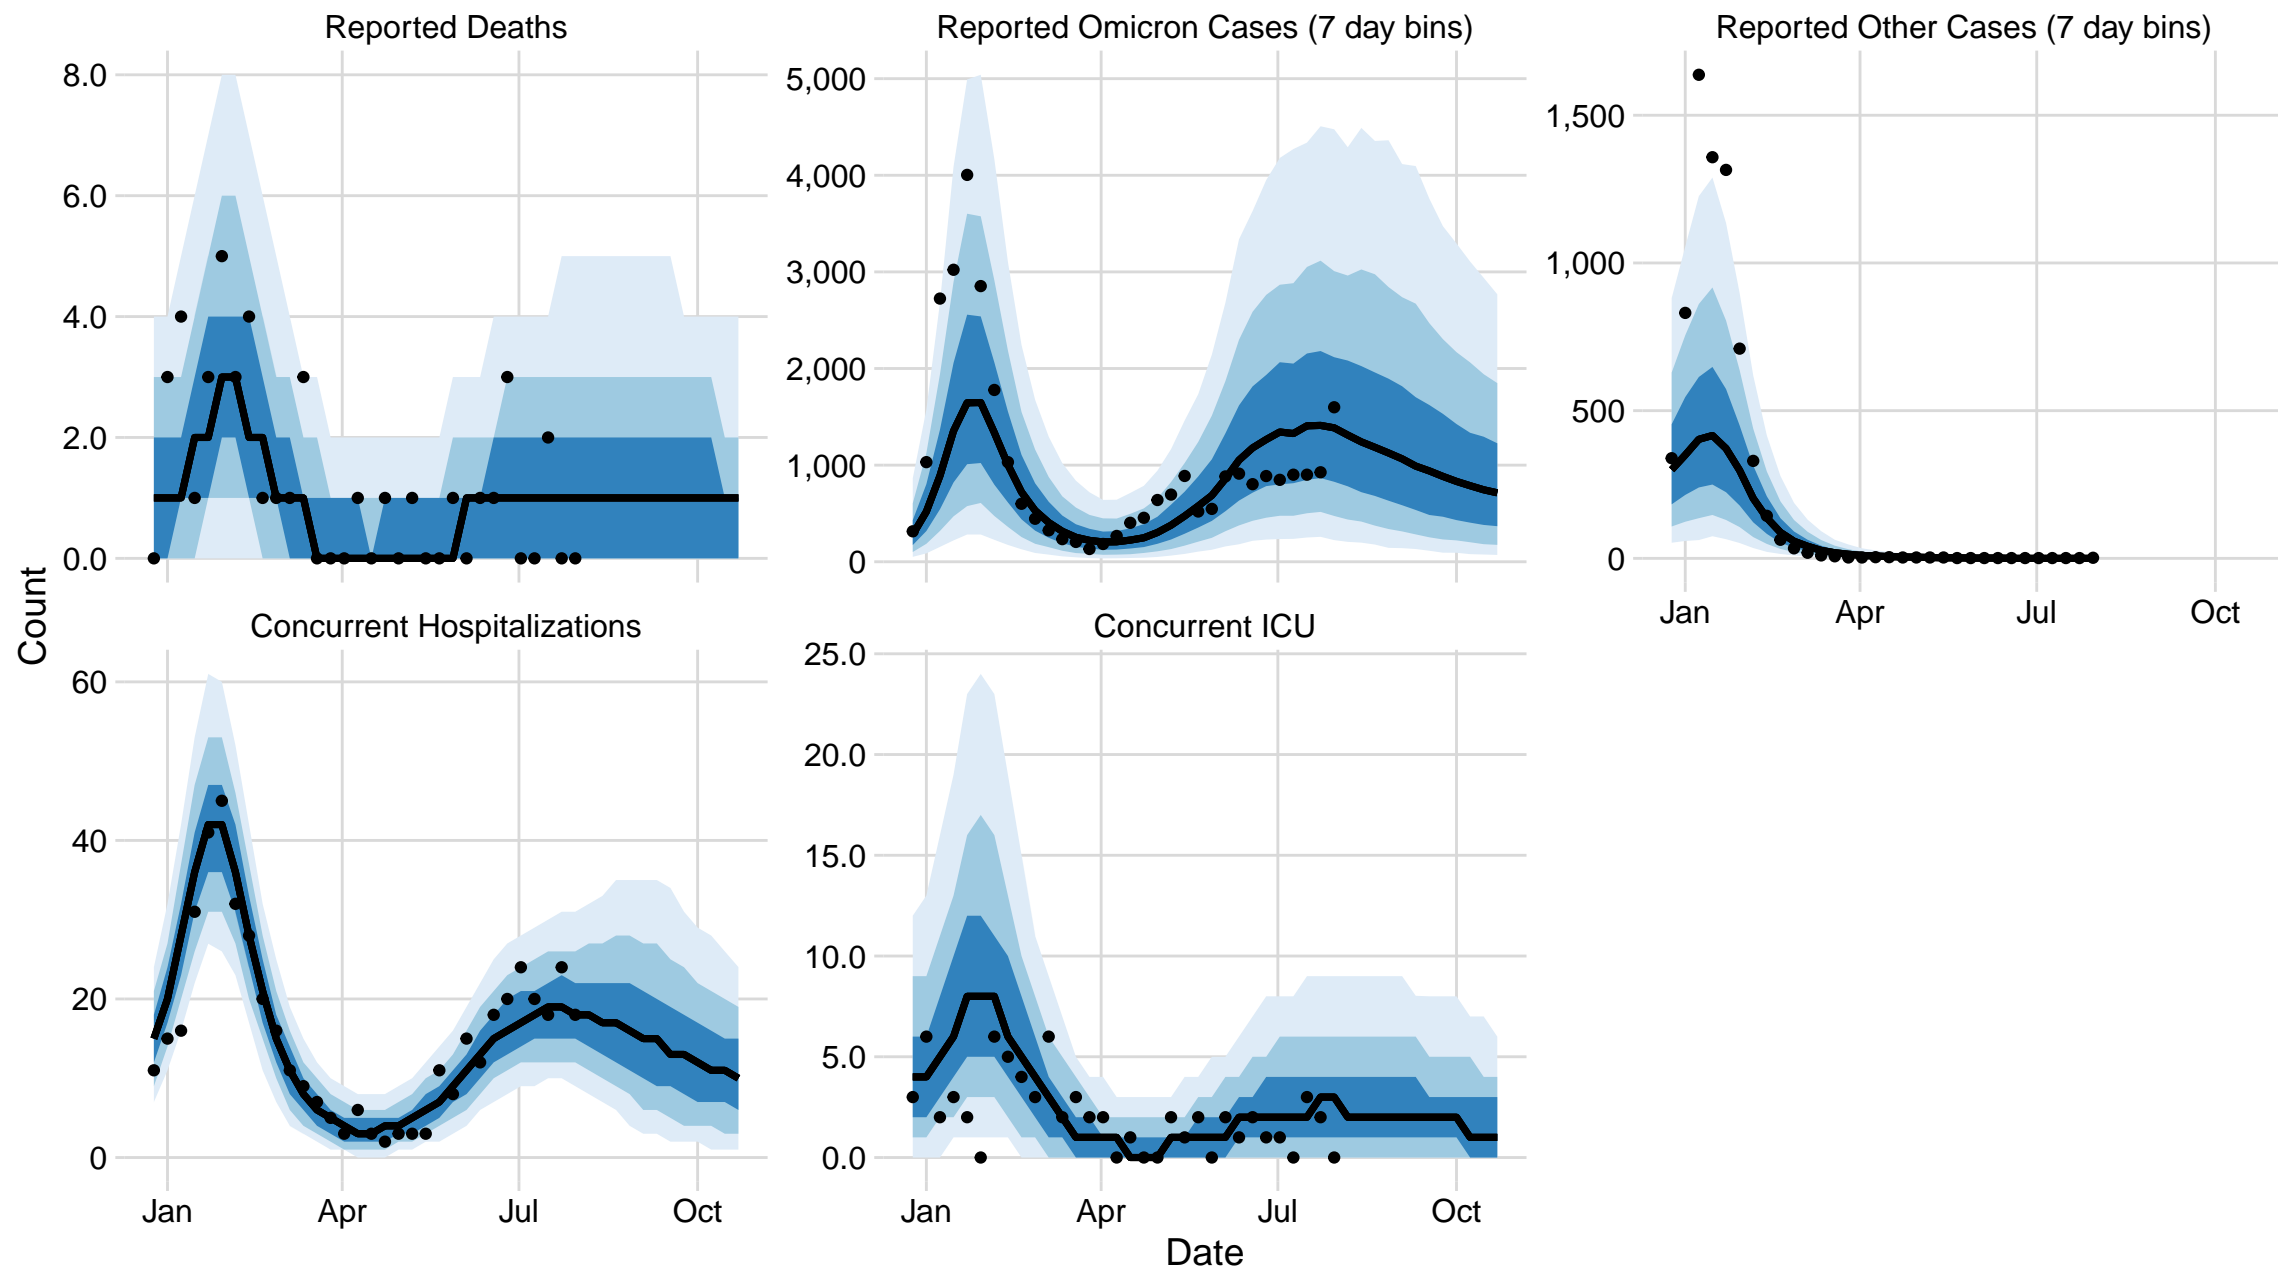 Reported Deaths
Reported Omicron Cases (7 day bins)
Reported Other Cases (7 day bins)
8.0
6.0
4.0
2.0
0.0
5,000
4,000
3,000
2,000
1,000
0
1,500
1,000
500
0
Jan Apr Jul Oct
Count
Concurrent Hospitalizations
Concurrent ICU
60
40
20
0
25.0
20.0
15.0
10.0
5.0
0.0
Jan Apr Jul Oct
Jan Apr Jul Oct
Date